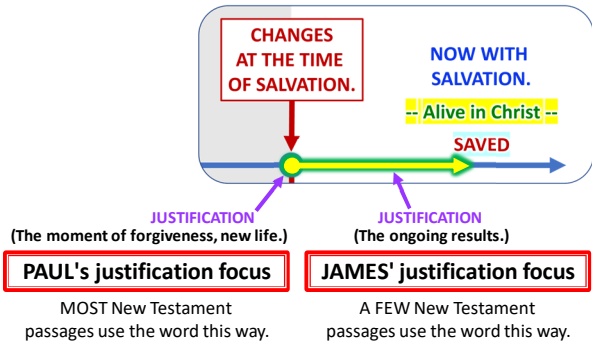 CHANGES
AT THE TIME
OF SALVATION.
NOW WITH
SALVATION.
-- Alive in Christ --
SAVED
JUSTIFICATION
(The moment of forgiveness, new life.)
JUSTIFICATION
(The ongoing results.)
PAUL's justification focus
JAMES' justification focus
MOST New Testament
passages use the word this way.
A FEW New Testament
passages use the word this way.